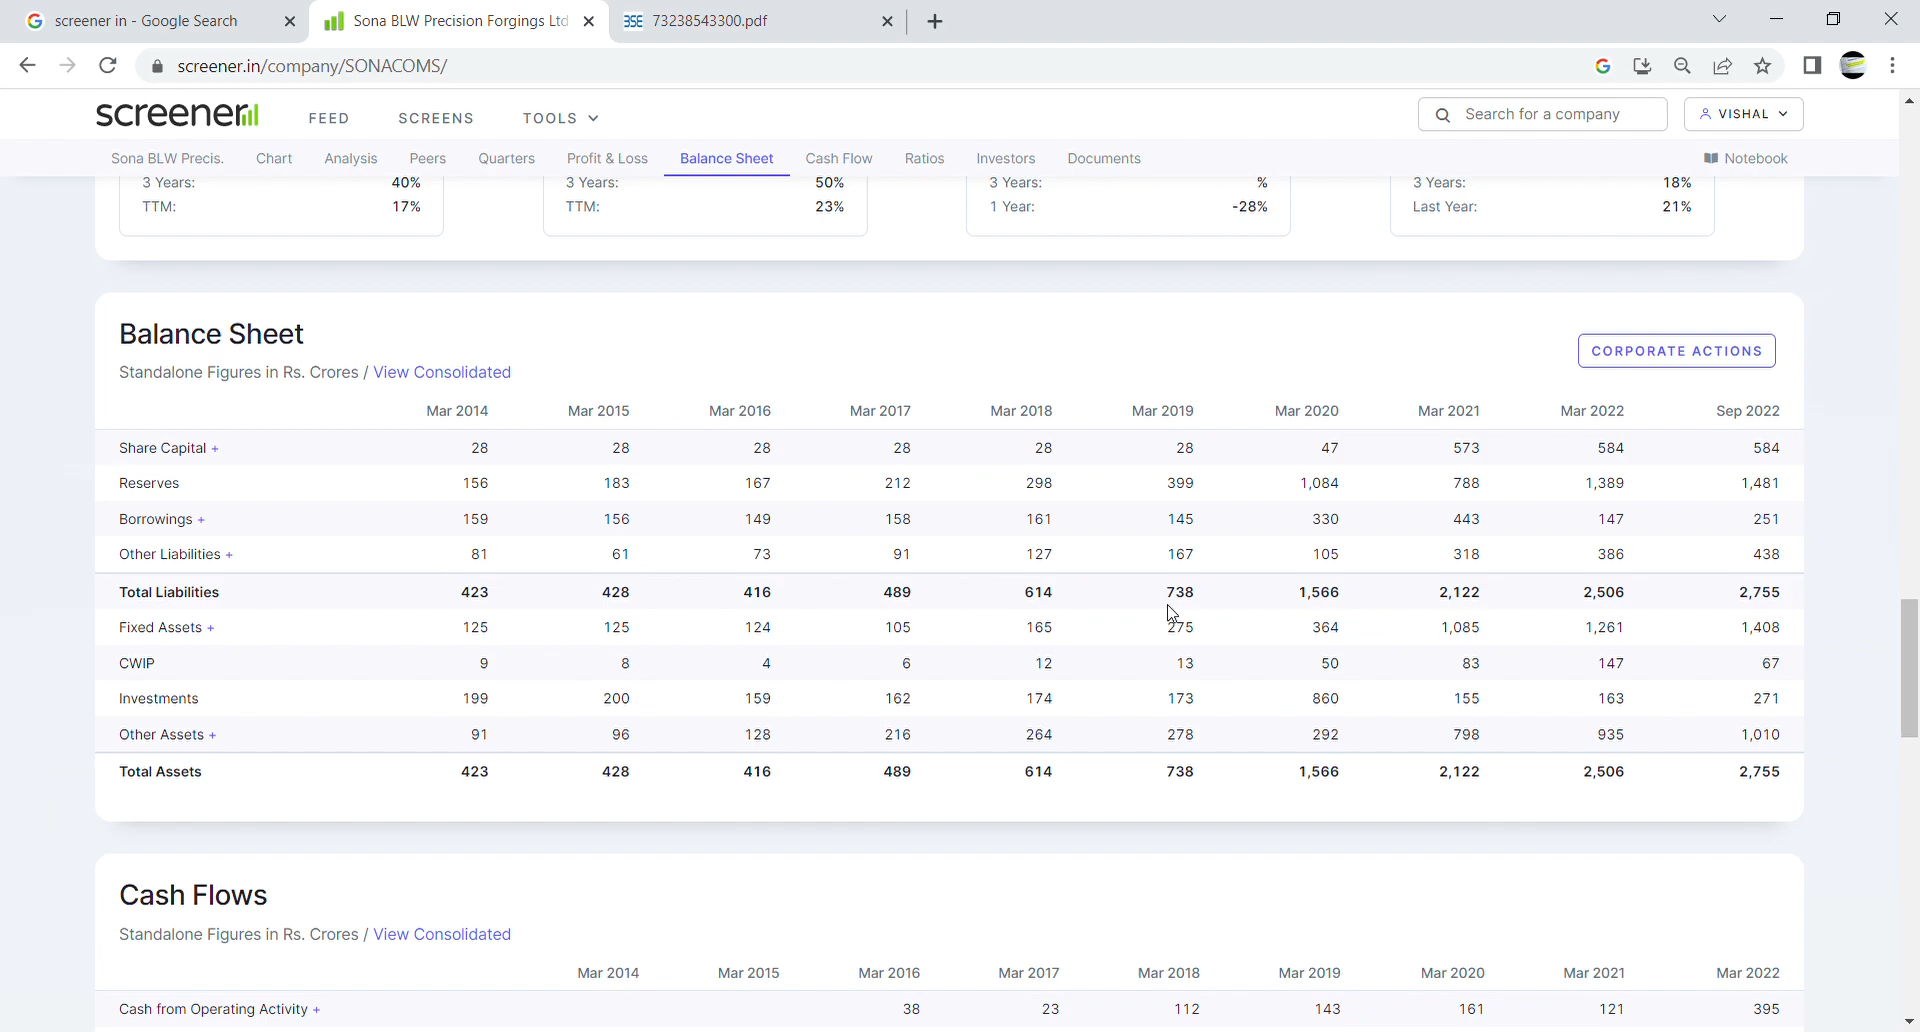 screener in - Google Search
Sona BLW Precision Forgings Ltd
BSE 73238543300.pdf
screener.in/company/SONACOMS/
screener
FEED SCREENS TOOLS
Search for a company
VISHAL
Sona BLW Precis. Chart Analysis Peers Quarters Profit & Loss Balance Sheet Cash Flow Ratios Investors Documents Notebook
3 Years: 40% 3 Years: 50% 3 Years: % 3 Years: 18%
TTM: 17% TTM: 23% 1 Year: -28% Last Year: 21%
Balance Sheet
CORPORATE ACTIONS
Standalone Figures in Rs. Crores / View Consolidated
Mar 2014 Mar 2015 Mar 2016 Mar 2017 Mar 2018 Mar 2019 Mar 2020 Mar 2021 Mar 2022 Sep 2022
Share Capital + 28 28 28 28 28 28 47 573 584 584
Reserves 156 183 167 212 298 399 1,084 788 1,389 1,481
Borrowings + 159 156 149 158 161 145 330 443 147 251
Other Liabilities + 81 61 73 91 127 167 105 318 386 438
Total Liabilities 423 428 416 489 614 738 1,566 2,122 2,506 2,755
Fixed Assets + 125 125 124 105 165 275 364 1,085 1,261 1,408
CWIP 9 8 4 6 12 13 50 83 147 67
Investments 199 200 159 162 174 173 860 155 163 271
Other Assets + 91 96 128 216 264 278 292 798 935 1,010
Total Assets 423 428 416 489 614 738 1,566 2,122 2,506 2,755
Cash Flows
Standalone Figures in Rs. Crores / View Consolidated
Mar 2014 Mar 2015 Mar 2016 Mar 2017 Mar 2018 Mar 2019 Mar 2020 Mar 2021 Mar 2022
Cash from Operating Activity + 38 23 112 143 161 121 395